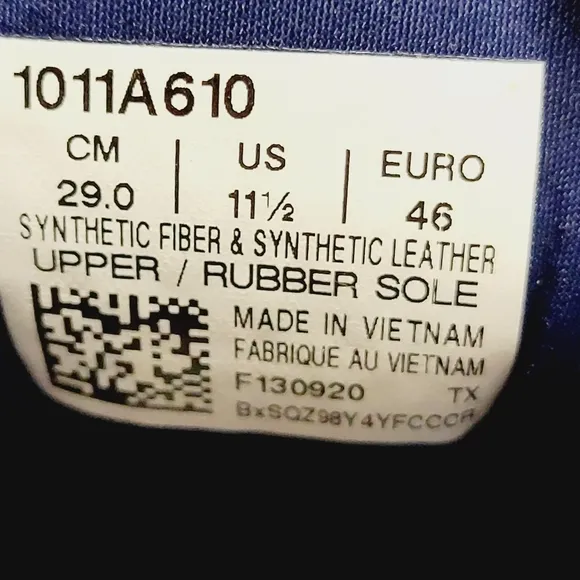 1011A610
CM | US | EURO
29.0 | 11½ | 46
SYNTHETIC FIBER & SYNTHETIC LEATHER
UPPER / RUBBER SOLE
MADE IN VIETNAM
FABRIQUE AU VIETNAM
F130920 TX